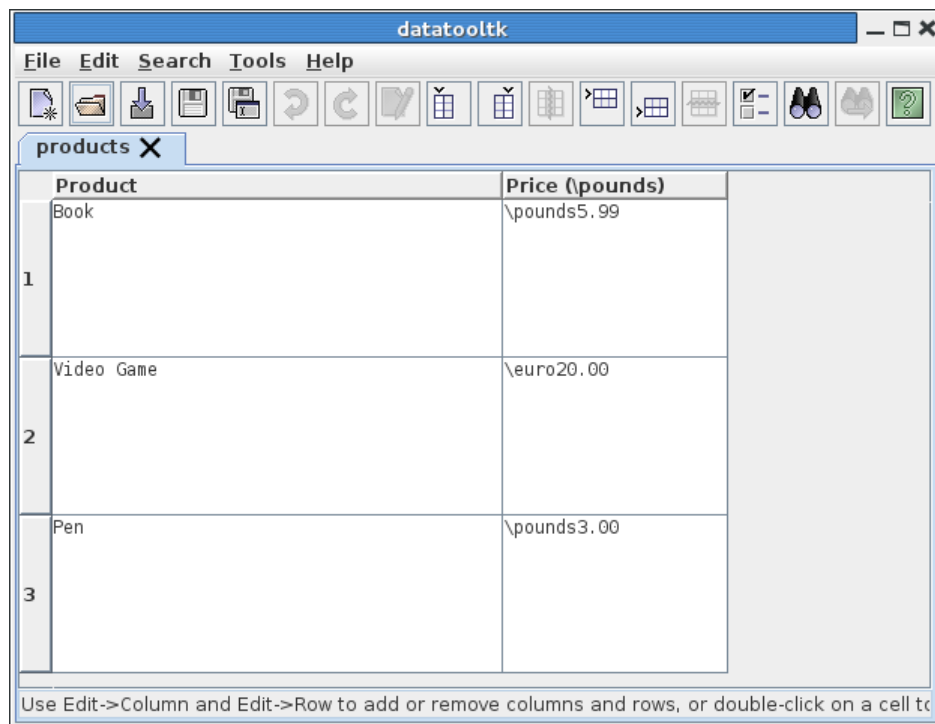 datatooltk
File Edit Search Tools Help
products
Product Price (\pounds)
1 Book \pounds5.99
2 Video Game \euro20.00
3 Pen \pounds3.00
Use Edit->Column and Edit->Row to add or remove columns and rows, or double-click on a cell to